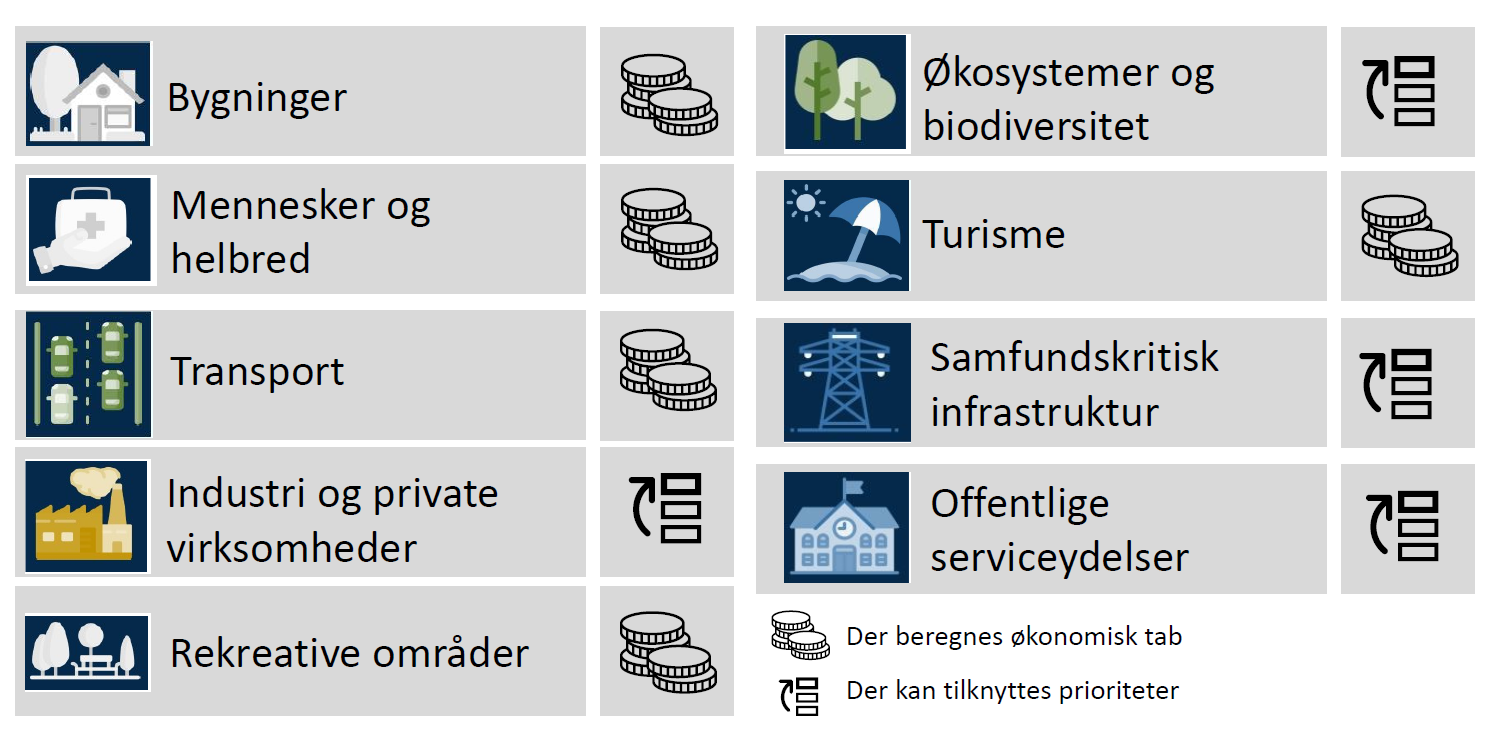 Bygninger
Mennesker og
helbred
Transport
Industri og private
virksomheder
Rekreative områder
Økosystemer og
biodiversitet
Turisme
Samfundskritisk
infrastruktur
Offentlige
serviceydelser
Der beregnes økonomisk tab
Der kan tilknyttes prioriteter